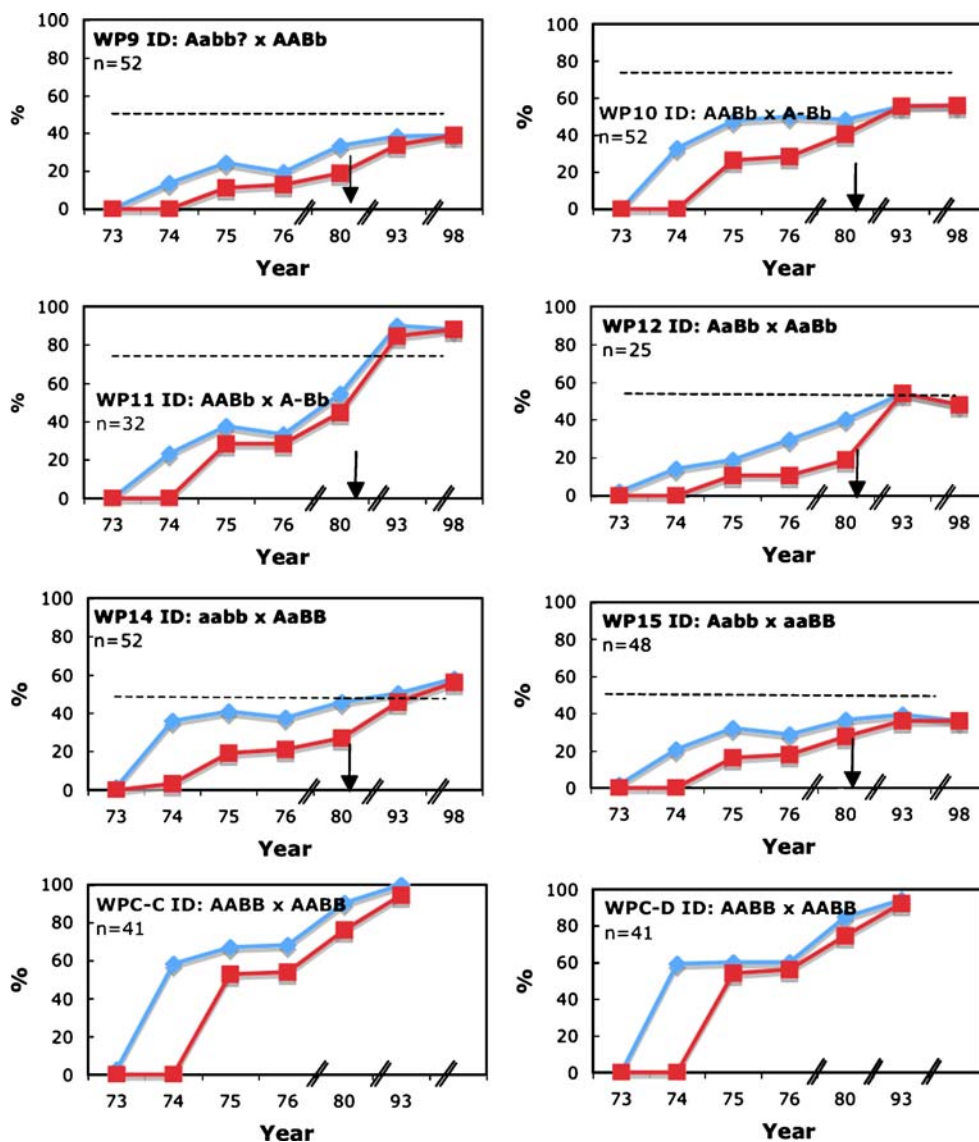 WP9 ID: Aabb? x AABb
n=52
100
80
60
40
20
0
%
73 74 75 76 80 93 98
Year
WP10 ID: AABb x A-Bb
n=52
100
80
60
40
20
0
%
73 74 75 76 80 93 98
Year
WP11 ID: AABb x A-Bb
n=32
100
80
60
40
20
0
%
73 74 75 76 80 93 98
Year
WP12 ID: AaBb x AaBb
n=25
100
80
60
40
20
0
%
73 74 75 76 80 93 98
Year
WP14 ID: aabb x AaBB
n=52
100
80
60
40
20
0
%
73 74 75 76 80 93 98
Year
WP15 ID: Aabb x aaBB
n=48
100
80
60
40
20
0
%
73 74 75 76 80 93 98
Year
WPC-C ID: AABB x AABB
n=41
100
80
60
40
20
0
%
73 74 75 76 80 93
Year
WPC-D ID: AABB x AABB
n=41
100
80
60
40
20
0
%
73 74 75 76 80 93
Year